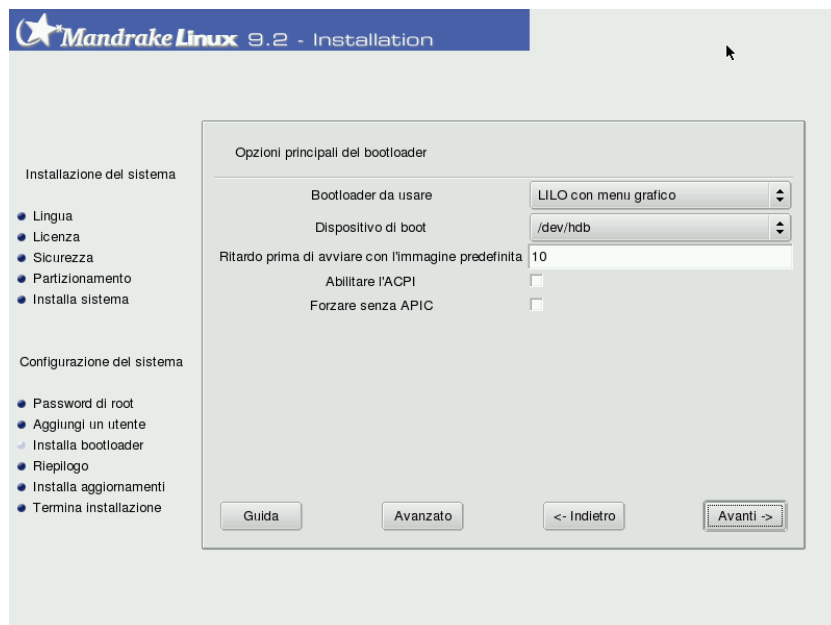 MandrakeLinux 9.2 - Installation
Installazione del sistema
Lingua
Licenza
Sicurezza
Partizionamento
Installa sistema
Configurazione del sistema
Password di root
Aggiungi un utente
Installa bootloader
Riepilogo
Installa aggiornamenti
Termina installazione
Opzioni principali del bootloader
Bootloader da usare LILO con menu grafico
Dispositivo di boot /dev/hdb
Ritardo prima di avviare con l'immagine predefinita 10
Abilitare l'ACPI
Forzare senza APIC
Guida Avanzato <- Indietro Avanti ->